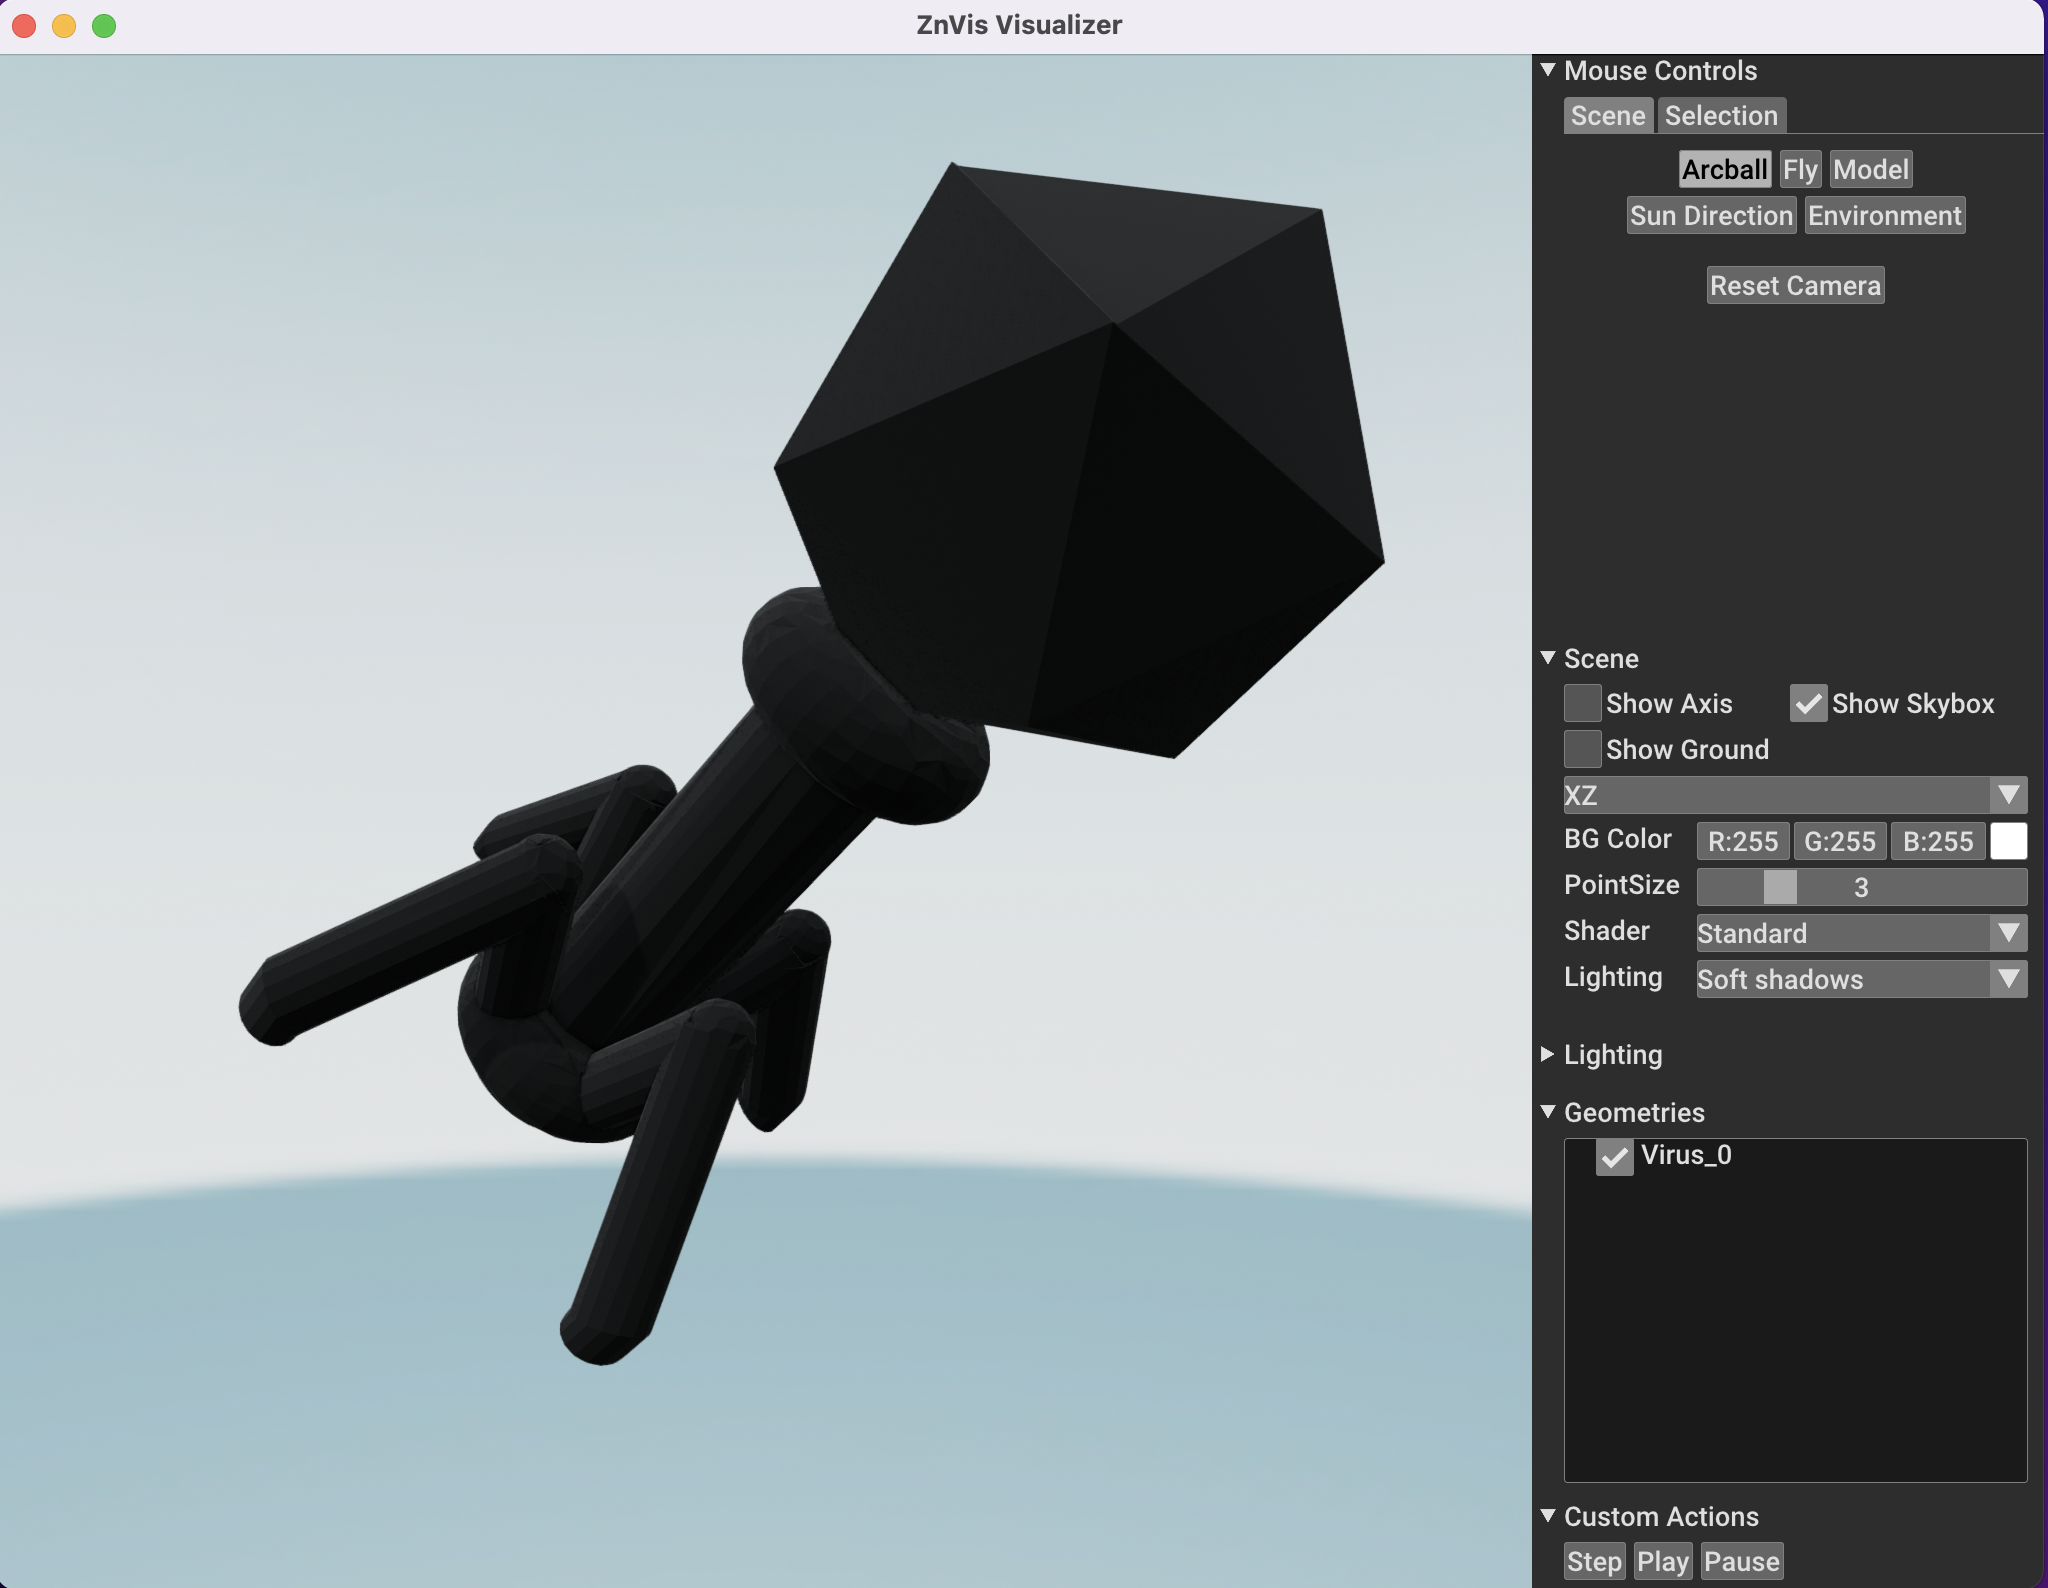 ZnVis Visualizer
Mouse Controls
Scene Selection
Arcball Fly Model
Sun Direction Environment
Reset Camera
Scene
Show Axis Show Skybox
Show Ground
XZ
BG Color R:255 G:255 B:255
PointSize 3
Shader Standard
Lighting Soft shadows
Lighting
Geometries
Virus_0
Custom Actions
Step Play Pause